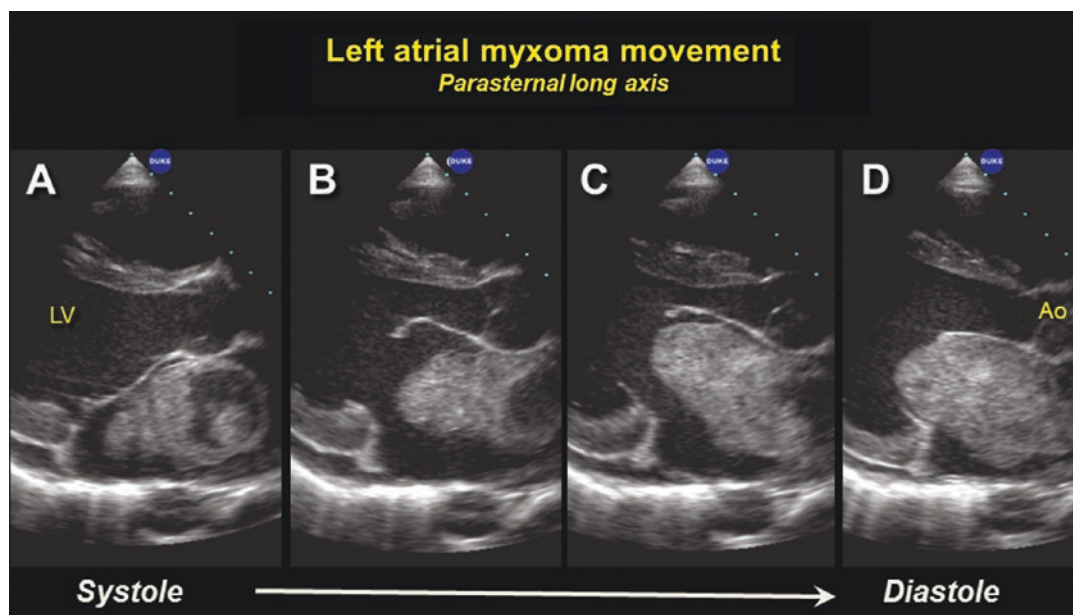 Left atrial myxoma movement
Parasternal long axis
A
DUKE
B
DUKE
C
DUKE
D
DUKE
LV
Ao
Systole
Diastole